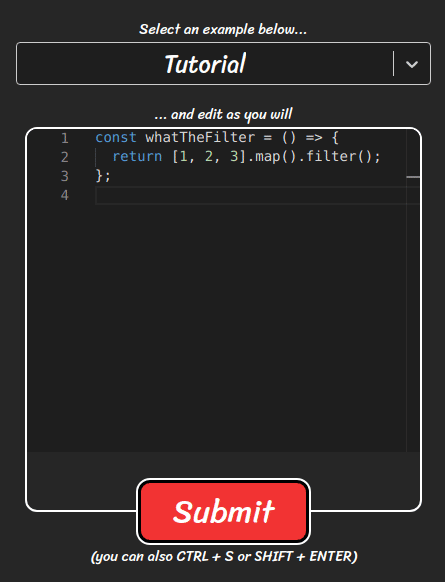 Select an example below...
Tutorial
... and edit as you will
1 const whatTheFilter = () => {
2   return [1, 2, 3].map().filter();
3 };
4
Submit
(you can also CTRL + S or SHIFT + ENTER)